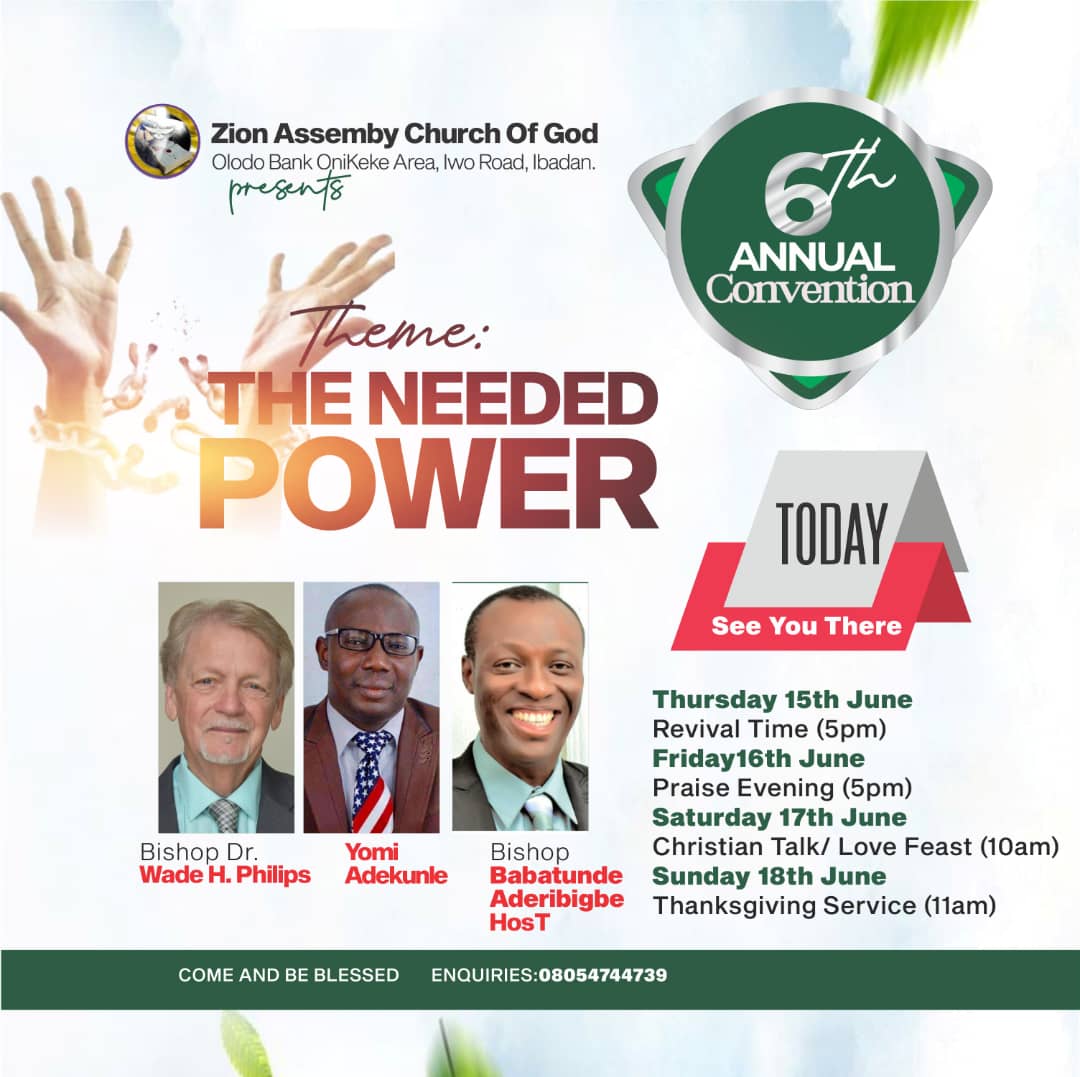 Zion Assemby Church Of God
Olodo Bank OniKeke Area, Iwo Road, Ibadan.
presents
6th
ANNUAL
Convention
Theme:
THE NEEDED
POWER
TODAY
See You There
Bishop Dr.
Wade H. Philips
Yomi
Adekunle
Bishop
Babatunde
Aderibigbe
HosT
Thursday 15th June
Revival Time (5pm)
Friday16th June
Praise Evening (5pm)
Saturday 17th June
Christian Talk/ Love Feast (10am)
Sunday 18th June
Thanksgiving Service (11am)
COME AND BE BLESSED ENQUIRIES:08054744739